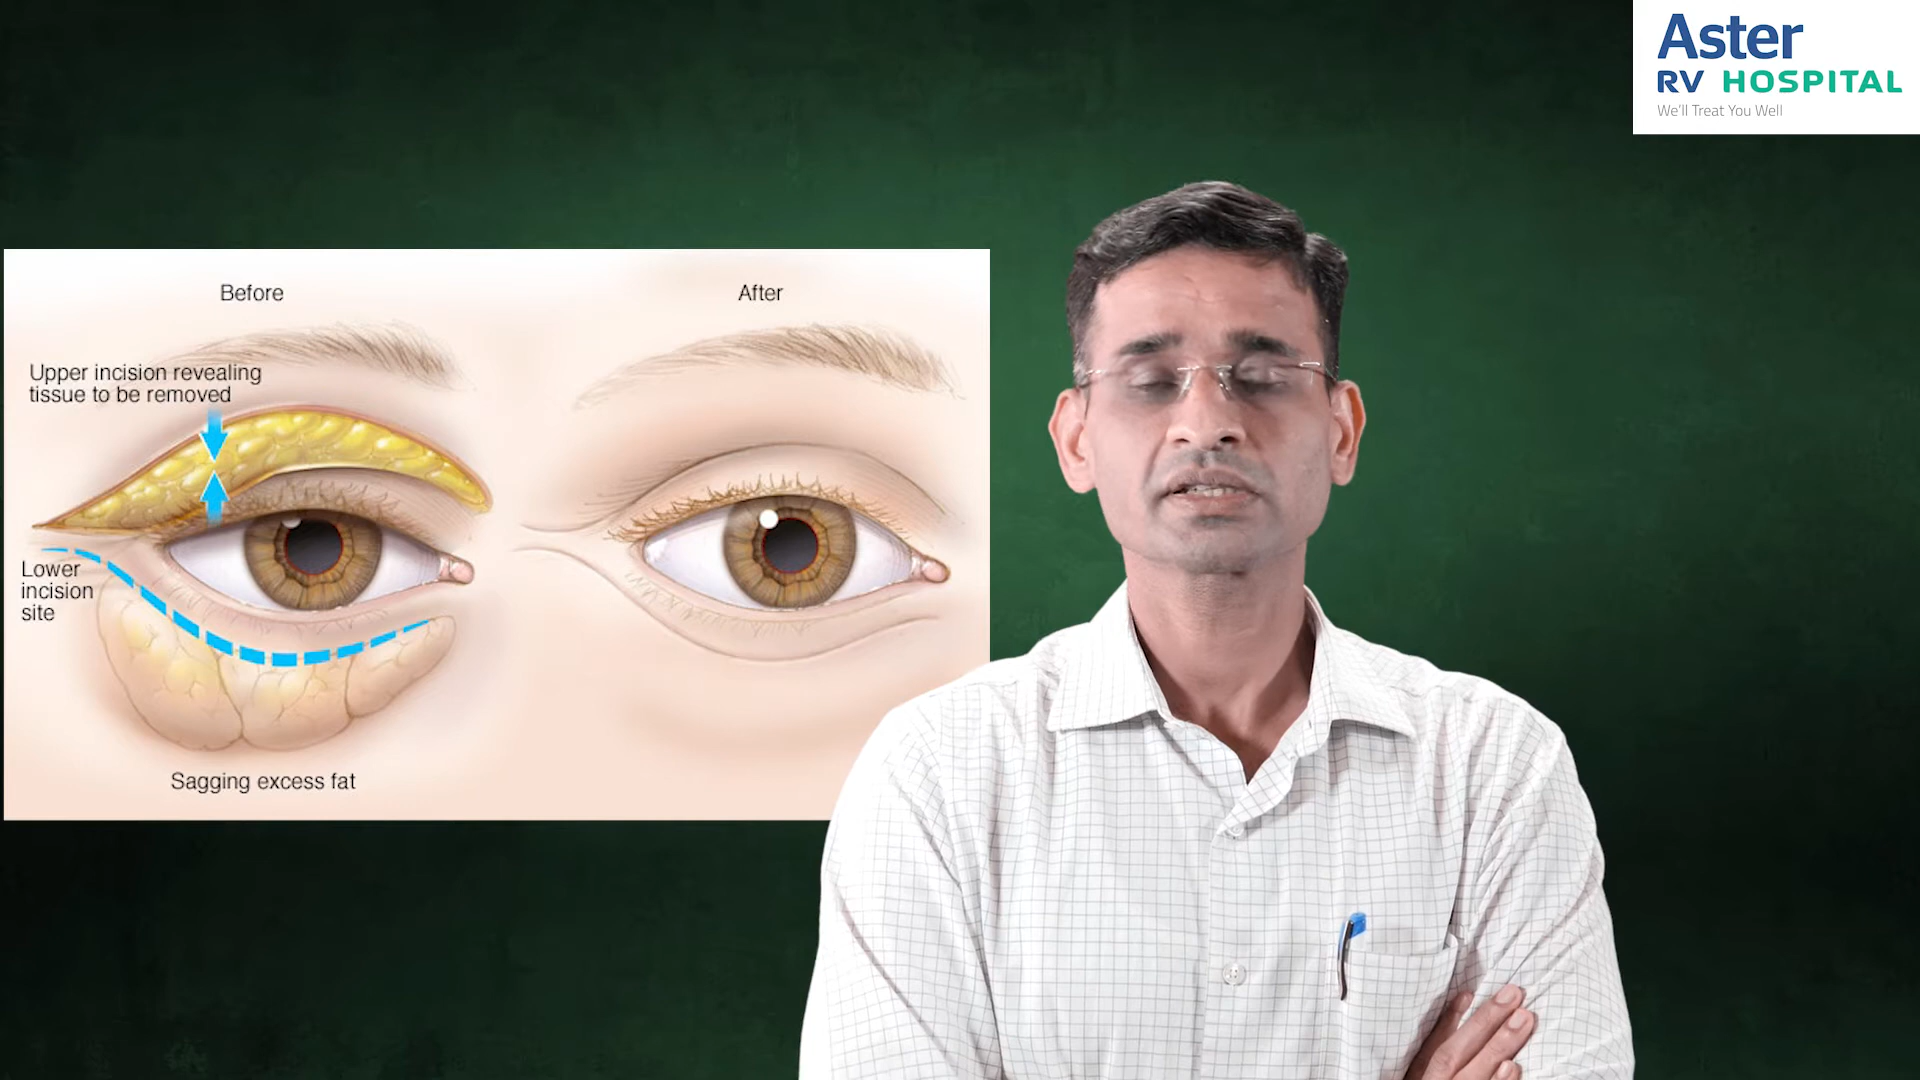 Aster
RV HOSPITAL
We'll Treat You Well
Before
After
Upper incision revealing
tissue to be removed
Lower
incision
site
Sagging excess fat